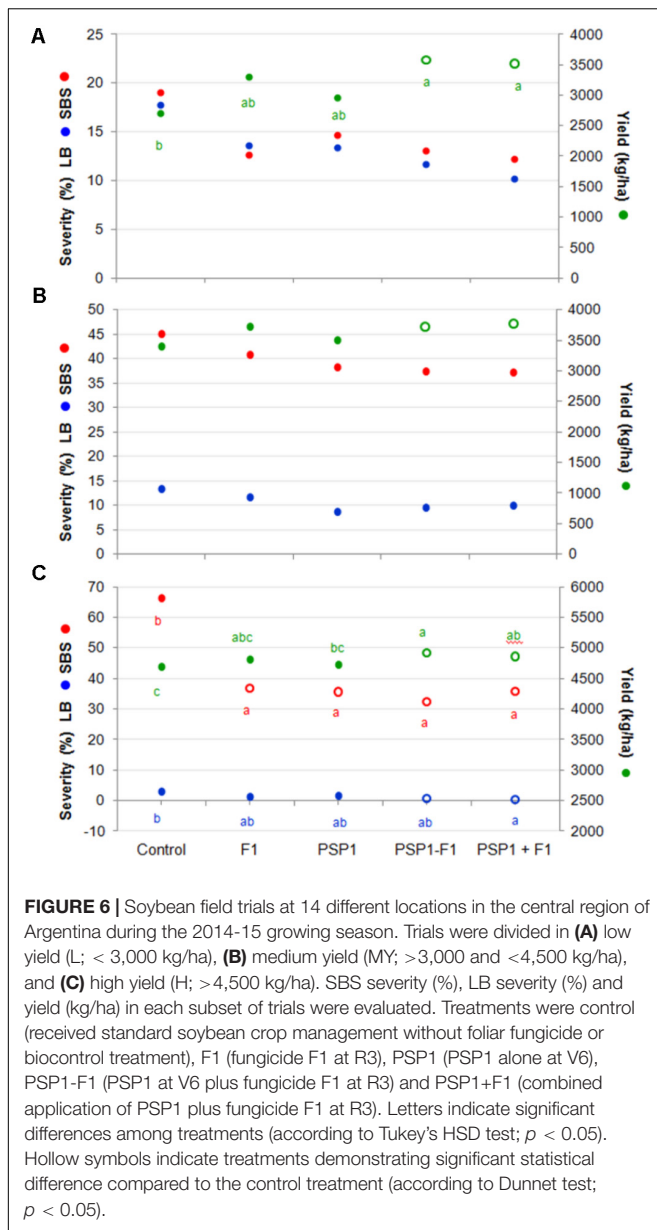 A
25
20
15
10
5
0
Severity (%) LB SBS
4000
3500
3000
2500
2000
1500
1000
500
0
Yield (kg/ha)
b
ab
ab
a
a
B
50
45
40
35
30
25
20
15
10
5
0
Severity (%) LB SBS
4000
3500
3000
2500
2000
1500
1000
500
0
Yield (kg/ha)
C
70
60
50
40
30
20
10
0
-10
Severity (%) LB SBS
6000
5500
5000
4500
4000
3500
3000
2500
2000
Yield (kg/ha)
b
abc
bc
a
ab
c
a
a
a
a
b
ab
ab
ab
a
Control F1 PSP1 PSP1-F1 PSP1 + F1
FIGURE 6 | Soybean field trials at 14 different locations in the central region of
Argentina during the 2014-15 growing season. Trials were divided in (A) low
yield (L; < 3,000 kg/ha), (B) medium yield (MY; >3,000 and <4,500 kg/ha),
and (C) high yield (H; >4,500 kg/ha). SBS severity (%), LB severity (%) and
yield (kg/ha) in each subset of trials were evaluated. Treatments were control
(received standard soybean crop management without foliar fungicide or
biocontrol treatment), F1 (fungicide F1 at R3), PSP1 (PSP1 alone at V6),
PSP1-F1 (PSP1 at V6 plus fungicide F1 at R3) and PSP1+F1 (combined
application of PSP1 plus fungicide F1 at R3). Letters indicate significant
differences among treatments (according to Tukey's HSD test; p < 0.05).
Hollow symbols indicate treatments demonstrating significant statistical
difference compared to the control treatment (according to Dunnet test;
p < 0.05).